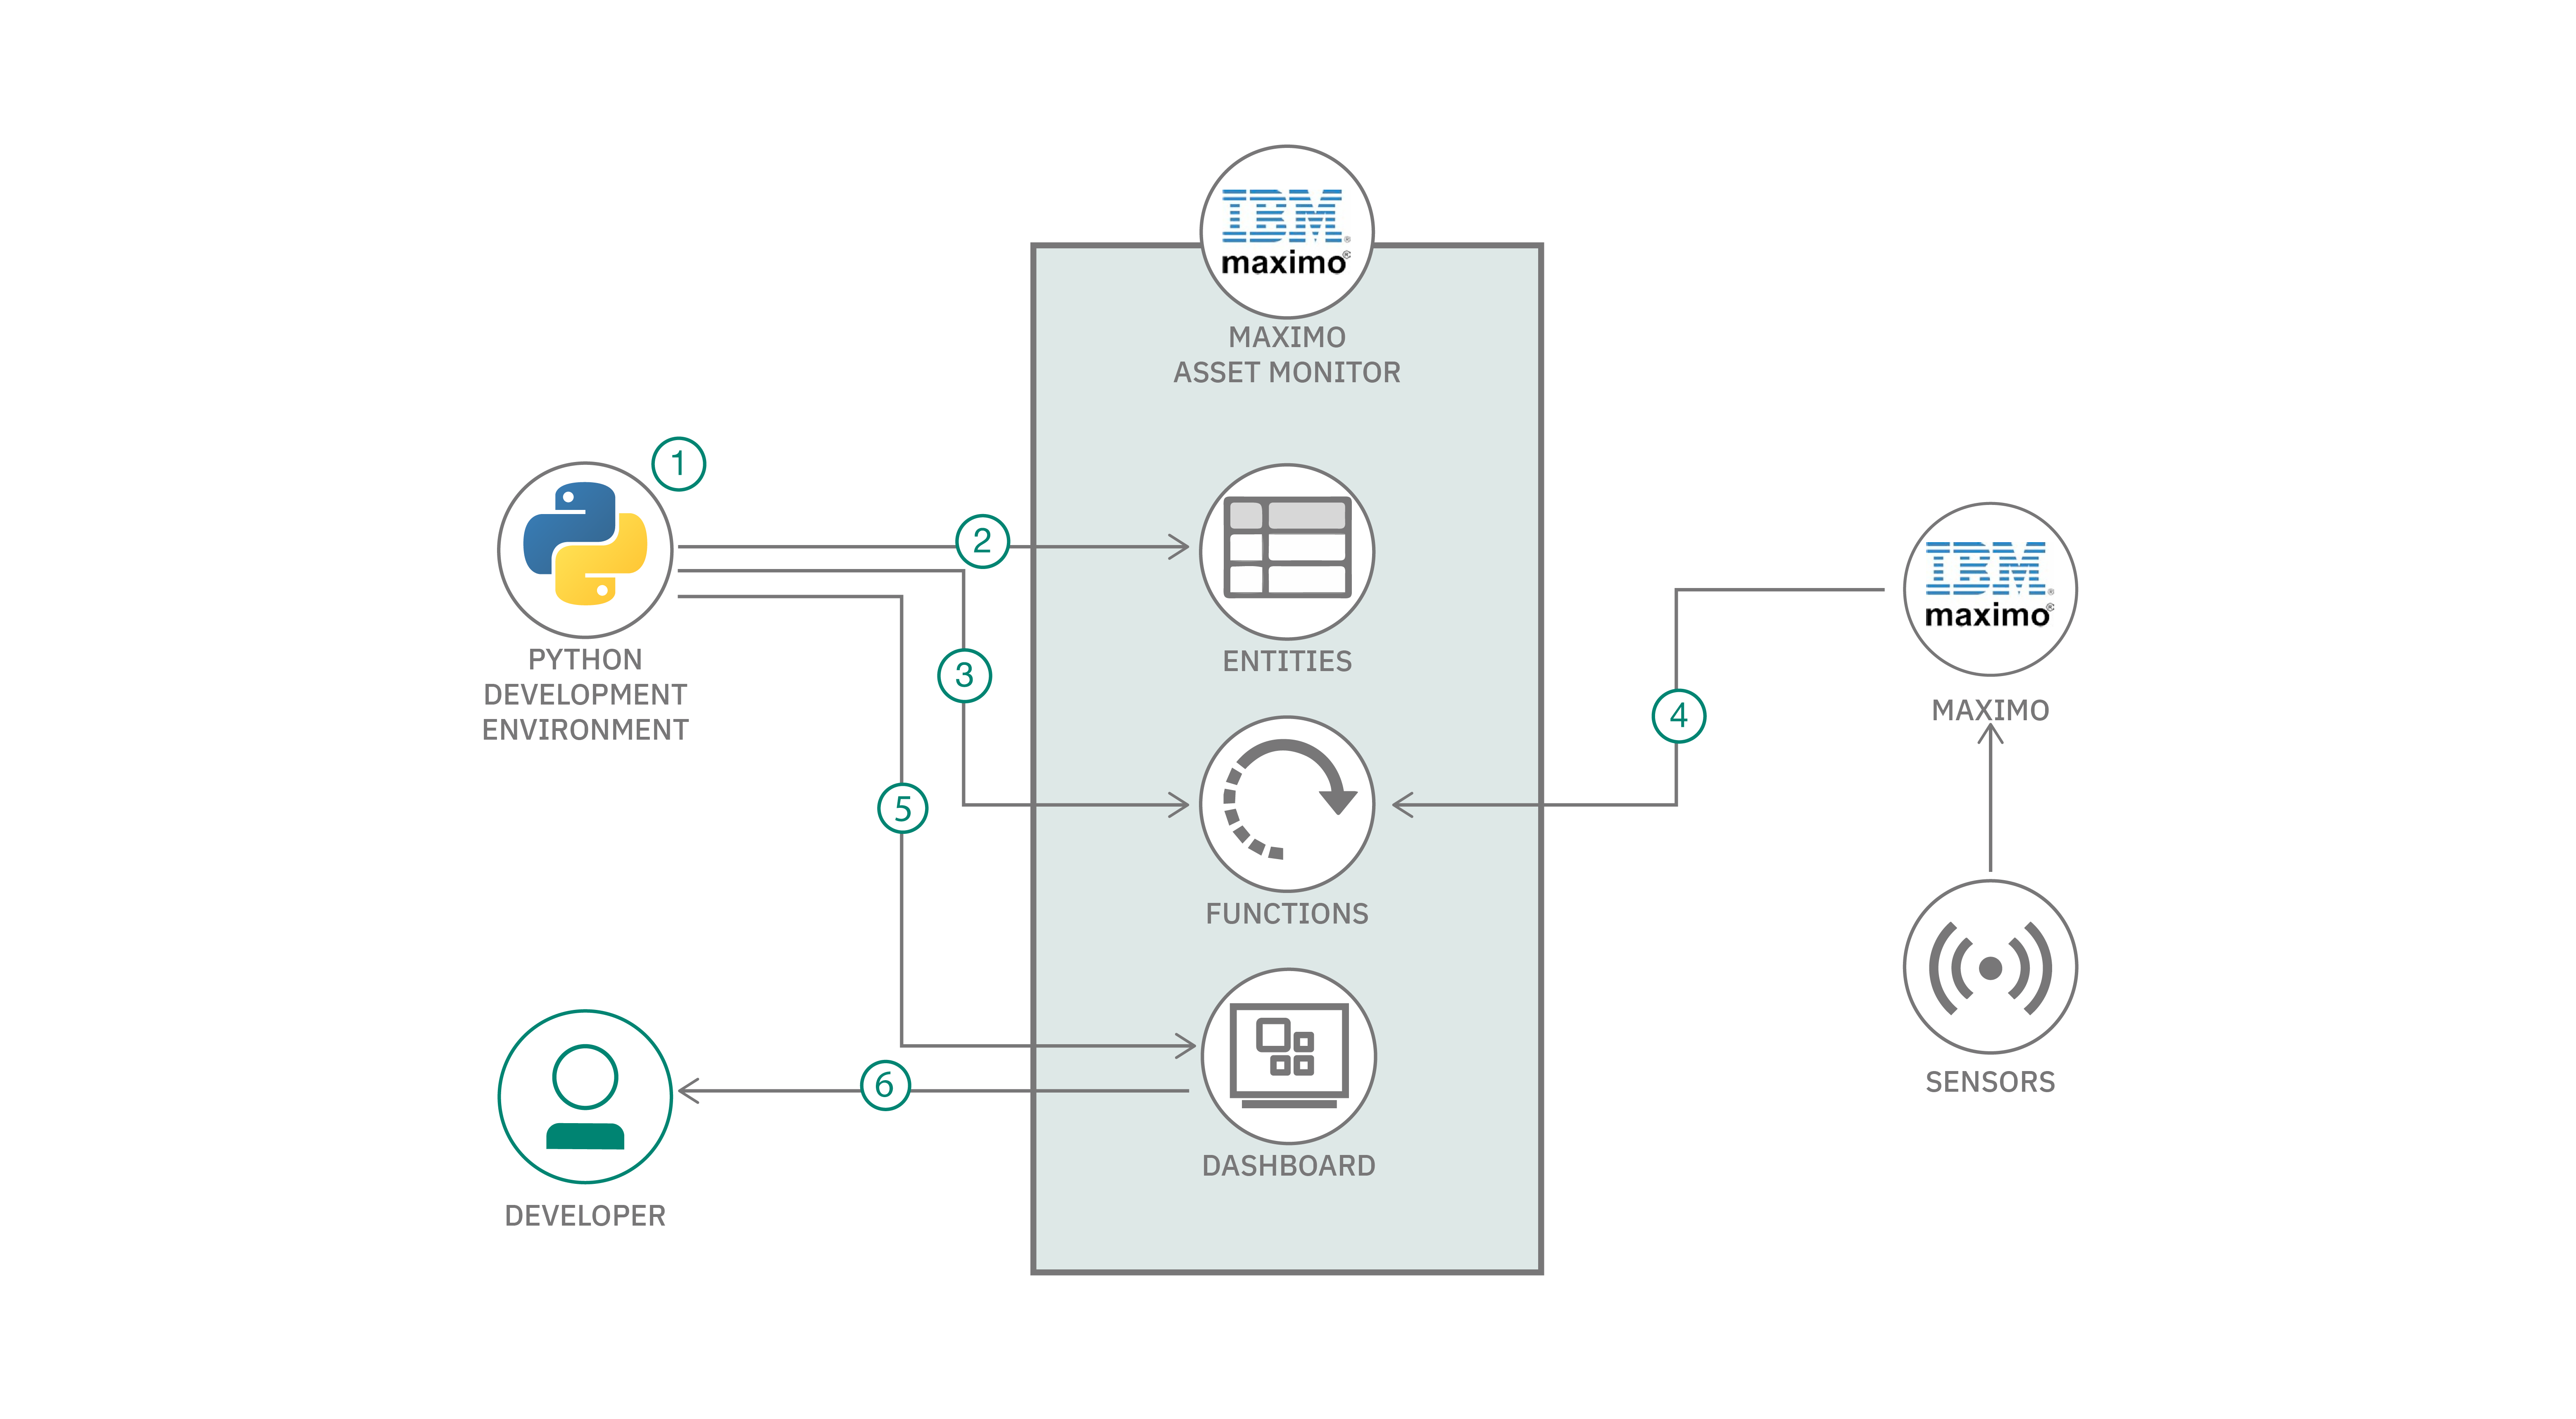 IBM®
maximo®
MAXIMO
ASSET MONITOR
1
PYTHON
DEVELOPMENT
ENVIRONMENT
2
3
5
ENTITIES
FUNCTIONS
DASHBOARD
6
DEVELOPER
4
IBM®
maximo®
MAXIMO
SENSORS